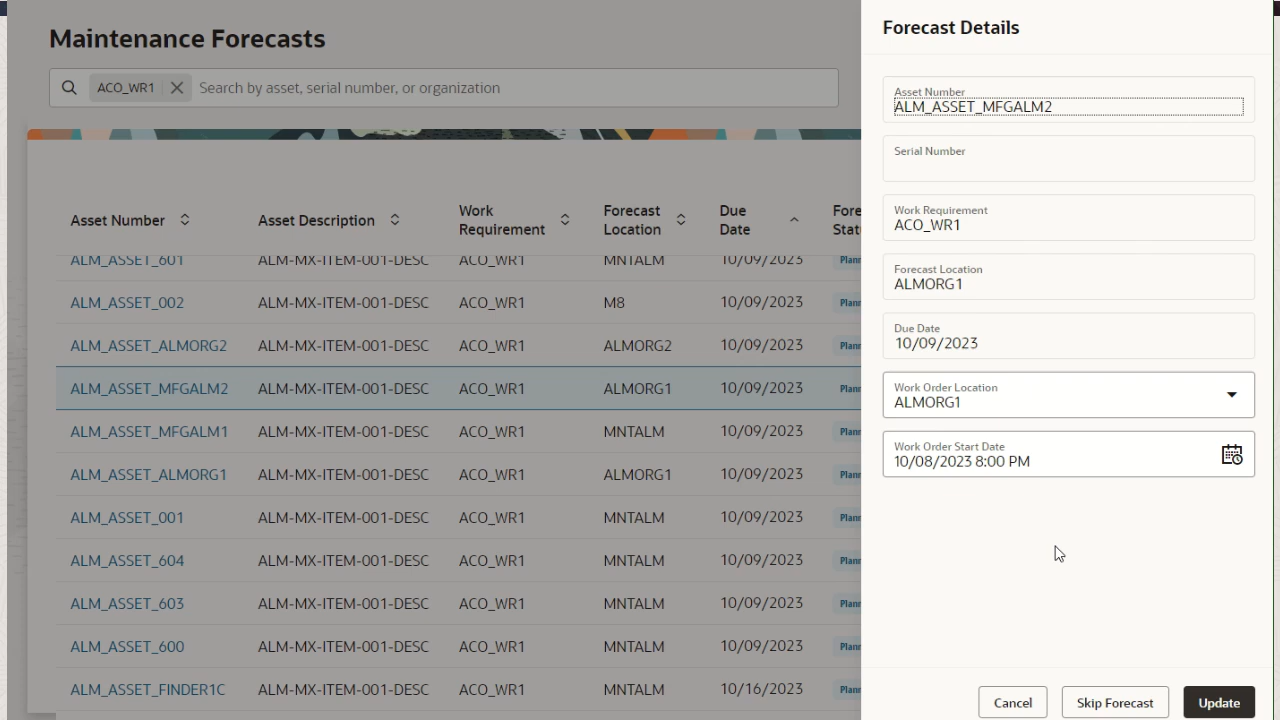 Maintenance Forecasts
ACO_WR1 Search by asset, serial number, or organization
Asset Number Asset Description Work Requirement Forecast Location Due Date
ALM_ASSET_601 ALM-MX-ITEM-001-DESC ACO_WR1 MNTALM 10/09/2023
ALM_ASSET_002 ALM-MX-ITEM-001-DESC ACO_WR1 M8 10/09/2023
ALM_ASSET_ALMORG2 ALM-MX-ITEM-001-DESC ACO_WR1 ALMORG2 10/09/2023
ALM_ASSET_MFGALM2 ALM-MX-ITEM-001-DESC ACO_WR1 ALMORG1 10/09/2023
ALM_ASSET_MFGALM1 ALM-MX-ITEM-001-DESC ACO_WR1 MNTALM 10/09/2023
ALM_ASSET_ALMORG1 ALM-MX-ITEM-001-DESC ACO_WR1 ALMORG1 10/09/2023
ALM_ASSET_001 ALM-MX-ITEM-001-DESC ACO_WR1 MNTALM 10/09/2023
ALM_ASSET_604 ALM-MX-ITEM-001-DESC ACO_WR1 MNTALM 10/09/2023
ALM_ASSET_603 ALM-MX-ITEM-001-DESC ACO_WR1 MNTALM 10/09/2023
ALM_ASSET_600 ALM-MX-ITEM-001-DESC ACO_WR1 MNTALM 10/09/2023
ALM_ASSET_FINDER1C ALM-MX-ITEM-001-DESC ACO_WR1 MNTALM 10/16/2023
Forecast Details
Asset Number
ALM_ASSET_MFGALM2
Serial Number
Work Requirement
ACO_WR1
Forecast Location
ALMORG1
Due Date
10/09/2023
Work Order Location
ALMORG1
Work Order Start Date
10/08/2023 8:00 PM
Cancel Skip Forecast Update